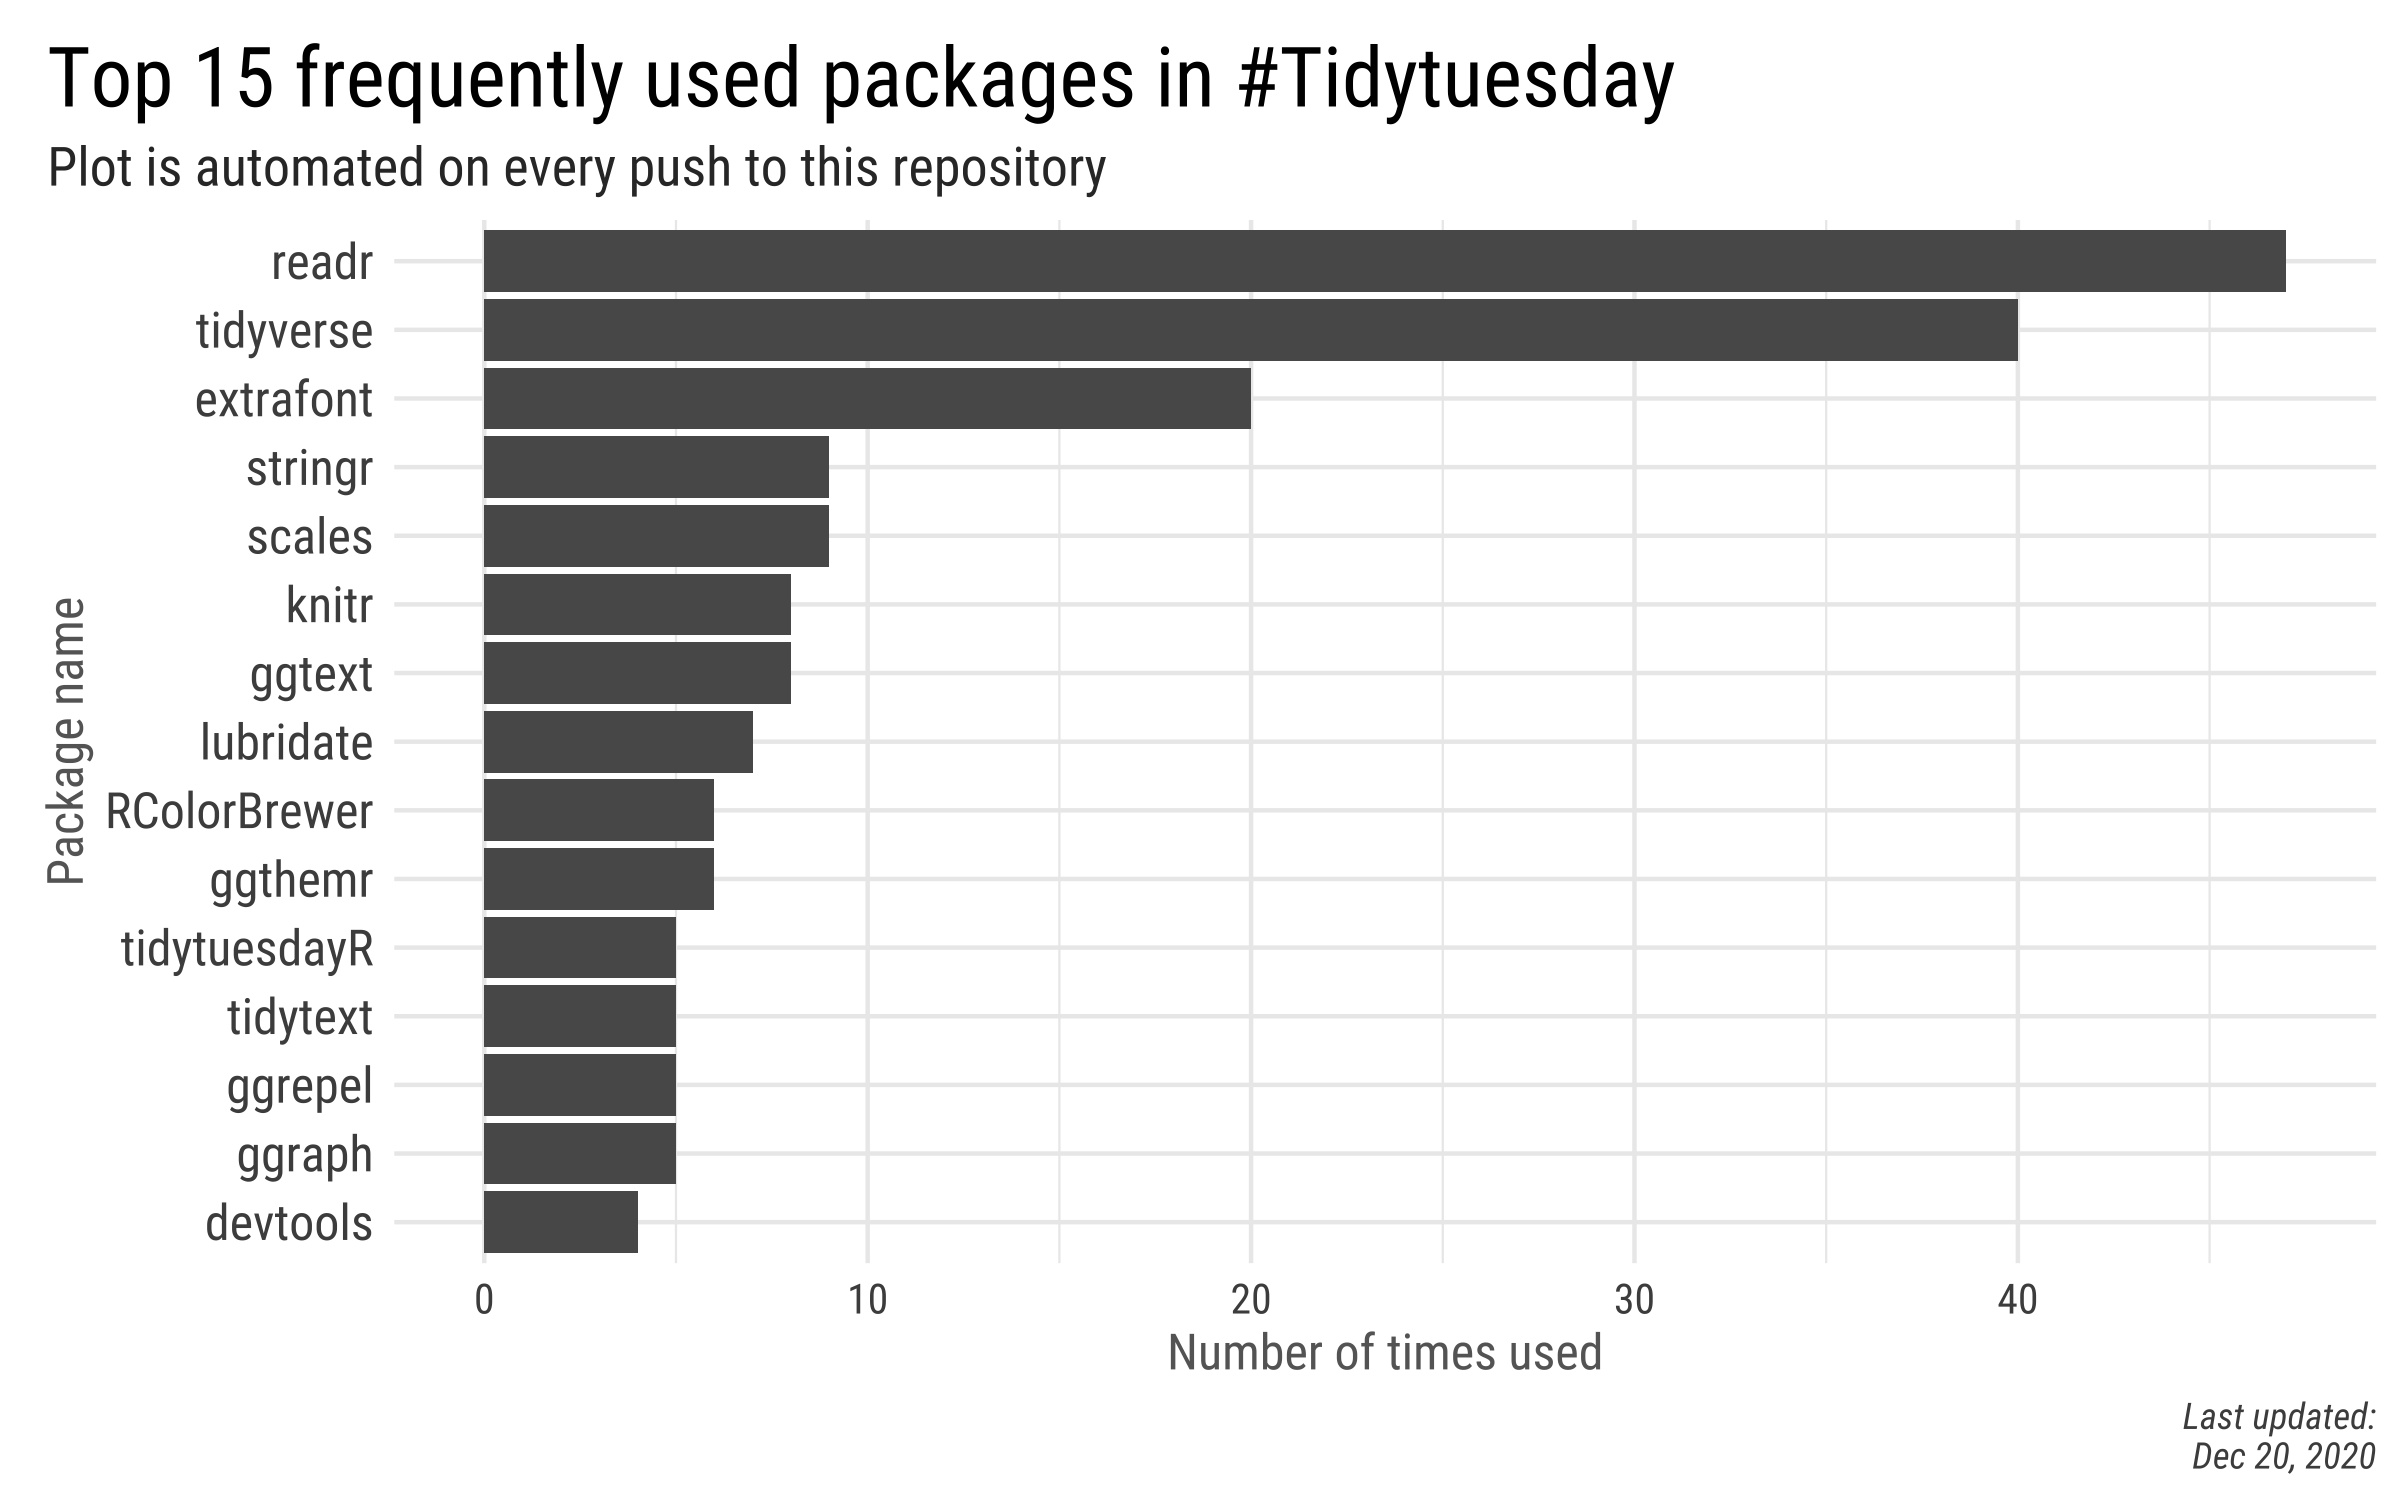 Top 15 frequently used packages in #Tidytuesday
Plot is automated on every push to this repository
Package name
readr
tidyverse
extrafont
stringr
scales
knitr
ggtext
lubridate
RColorBrewer
ggthemr
tidytuesdayR
tidytext
ggrepel
ggraph
devtools
0 10 20 30 40
Number of times used
Last updated:
Dec 20, 2020